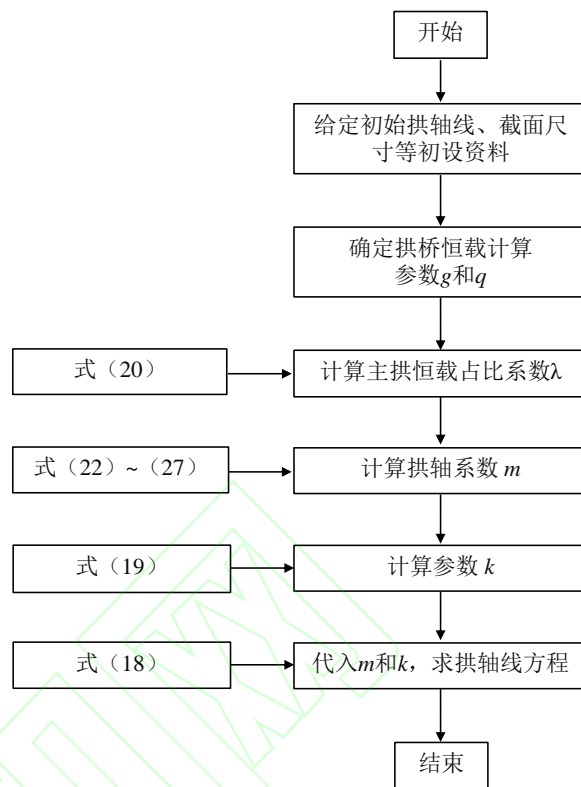 开始
给定初始拱轴线、截面尺
寸等初设资料
确定拱桥恒载计算
参数g和q
式（20）
计算主拱恒载占比系数λ
式（22）~（27）
计算拱轴系数 m
式（19）
计算参数 k
式（18）
代入m和k，求拱轴线方程
结束